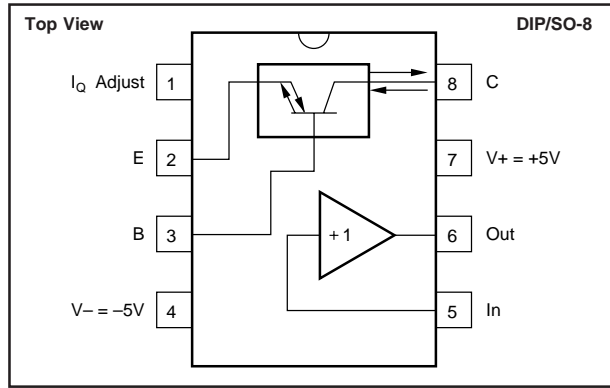 Top View DIP/SO-8
I_Q Adjust 1 8 C
E 2 7 V+ = +5V
B 3 +1 6 Out
V– = –5V 4 5 In